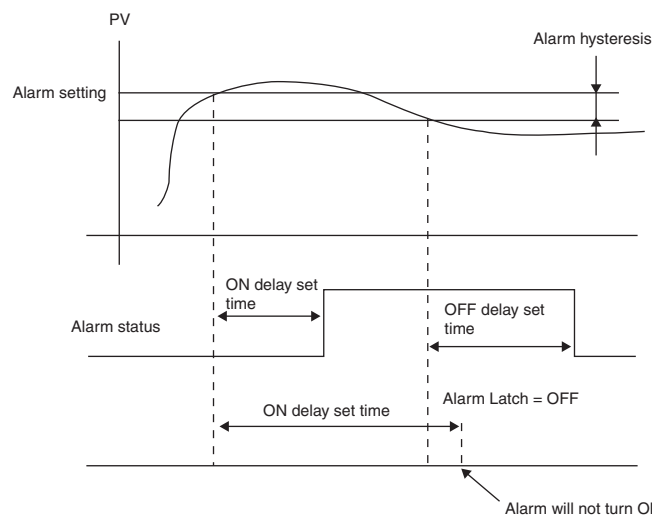 PV
Alarm hysteresis
Alarm setting
ON delay set
time
OFF delay set
time
Alarm status
Alarm Latch = OFF
ON delay set time
Alarm will not turn